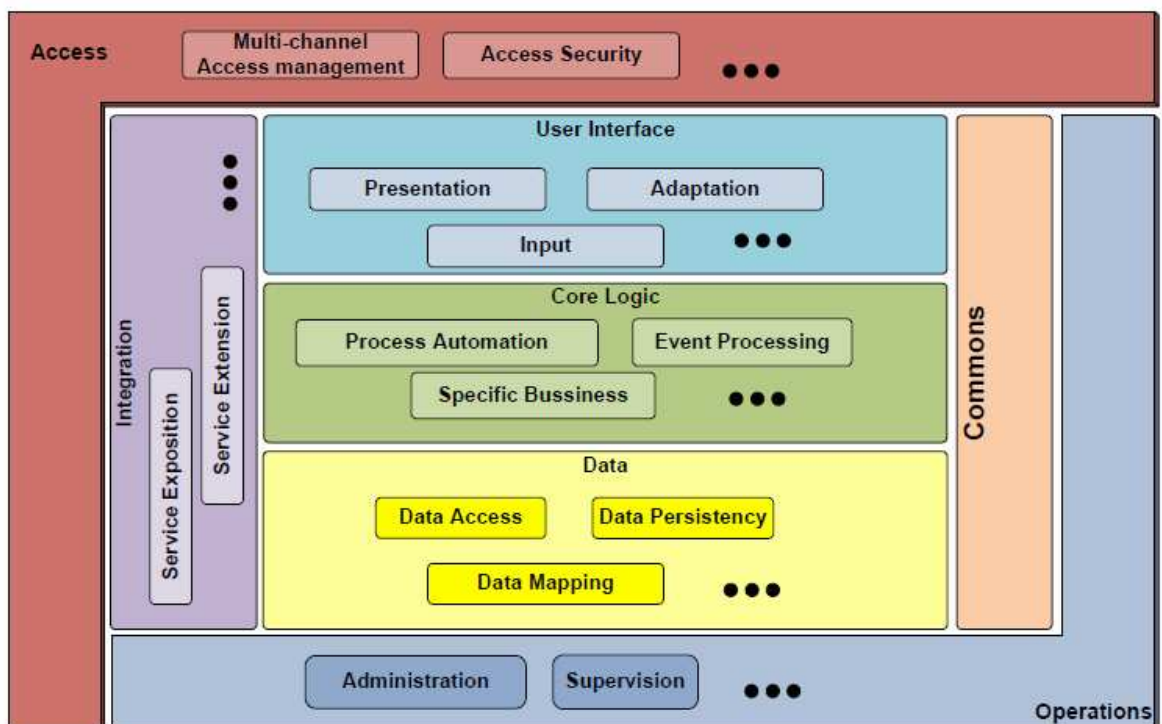 Access
Multi-channel
Access management
Access Security
User Interface
Presentation
Adaptation
Input
Core Logic
Process Automation
Event Processing
Specific Bussiness
Data
Data Access
Data Persistency
Data Mapping
Integration
Service Exposition
Service Extension
Commons
Administration
Supervision
Operations